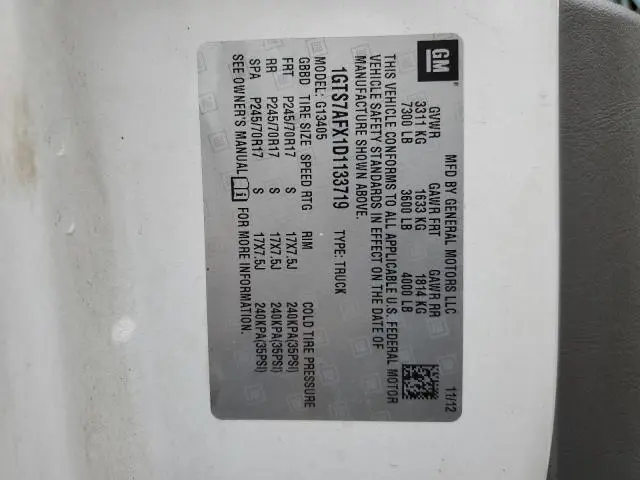 GM
MFD BY GENERAL MOTORS LLC 11/12
GVWR GAWR FRT GAWR RR
3311 KG 1633 KG 1814 KG
7300 LB 3600 LB 4000 LB
THIS VEHICLE CONFORMS TO ALL APPLICABLE U.S. FEDERAL MOTOR
VEHICLE SAFETY STANDARDS IN EFFECT ON THE DATE OF
MANUFACTURE SHOWN ABOVE.
1GTS7AFX1D1133719 TYPE: TRUCK
MODEL: G13405
GBBD TIRE SIZE SPEED RTG RIM COLD TIRE PRESSURE
FRT P245/70R17 S 17X7.5J 240KPA(35PSI)
RR P245/70R17 S 17X7.5J 240KPA(35PSI)
SPA P245/70R17 S 17X7.5J 240KPA(35PSI)
SEE OWNER'S MANUAL FOR MORE INFORMATION.